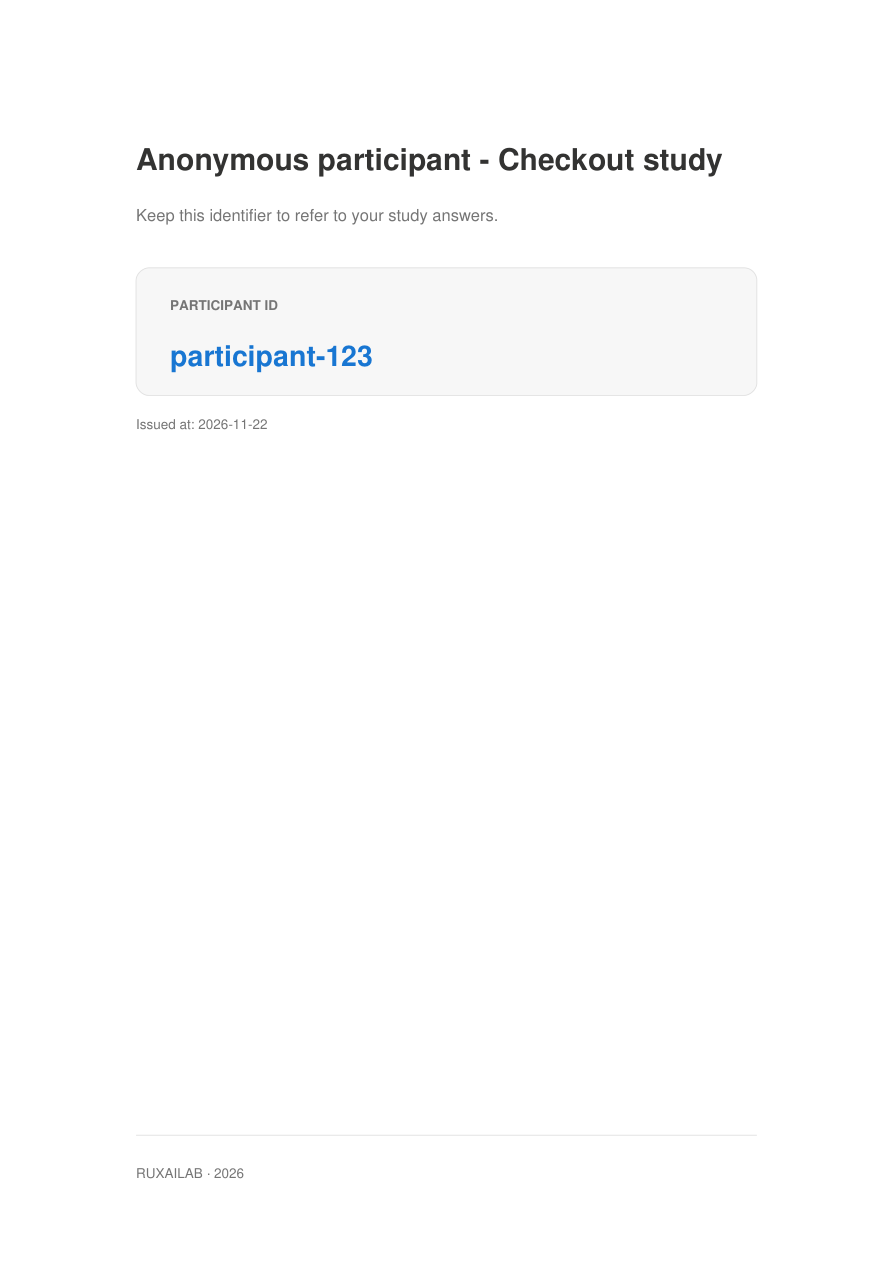 Anonymous participant - Checkout study
Keep this identifier to refer to your study answers.
PARTICIPANT ID
participant-123
Issued at: 2026-11-22
RUXAILAB · 2026